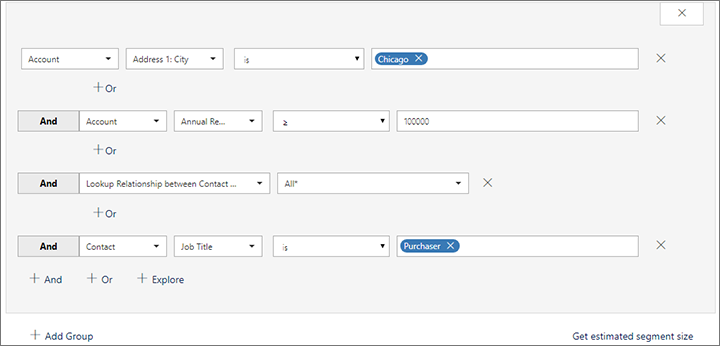 Account Address 1: City is Chicago
+ Or
And Account Annual Re... ≥ 100000
+ Or
And Lookup Relationship between Contact ... All*
+ Or
And Contact Job Title is Purchaser
+ And + Or + Explore
+ Add Group Get estimated segment size